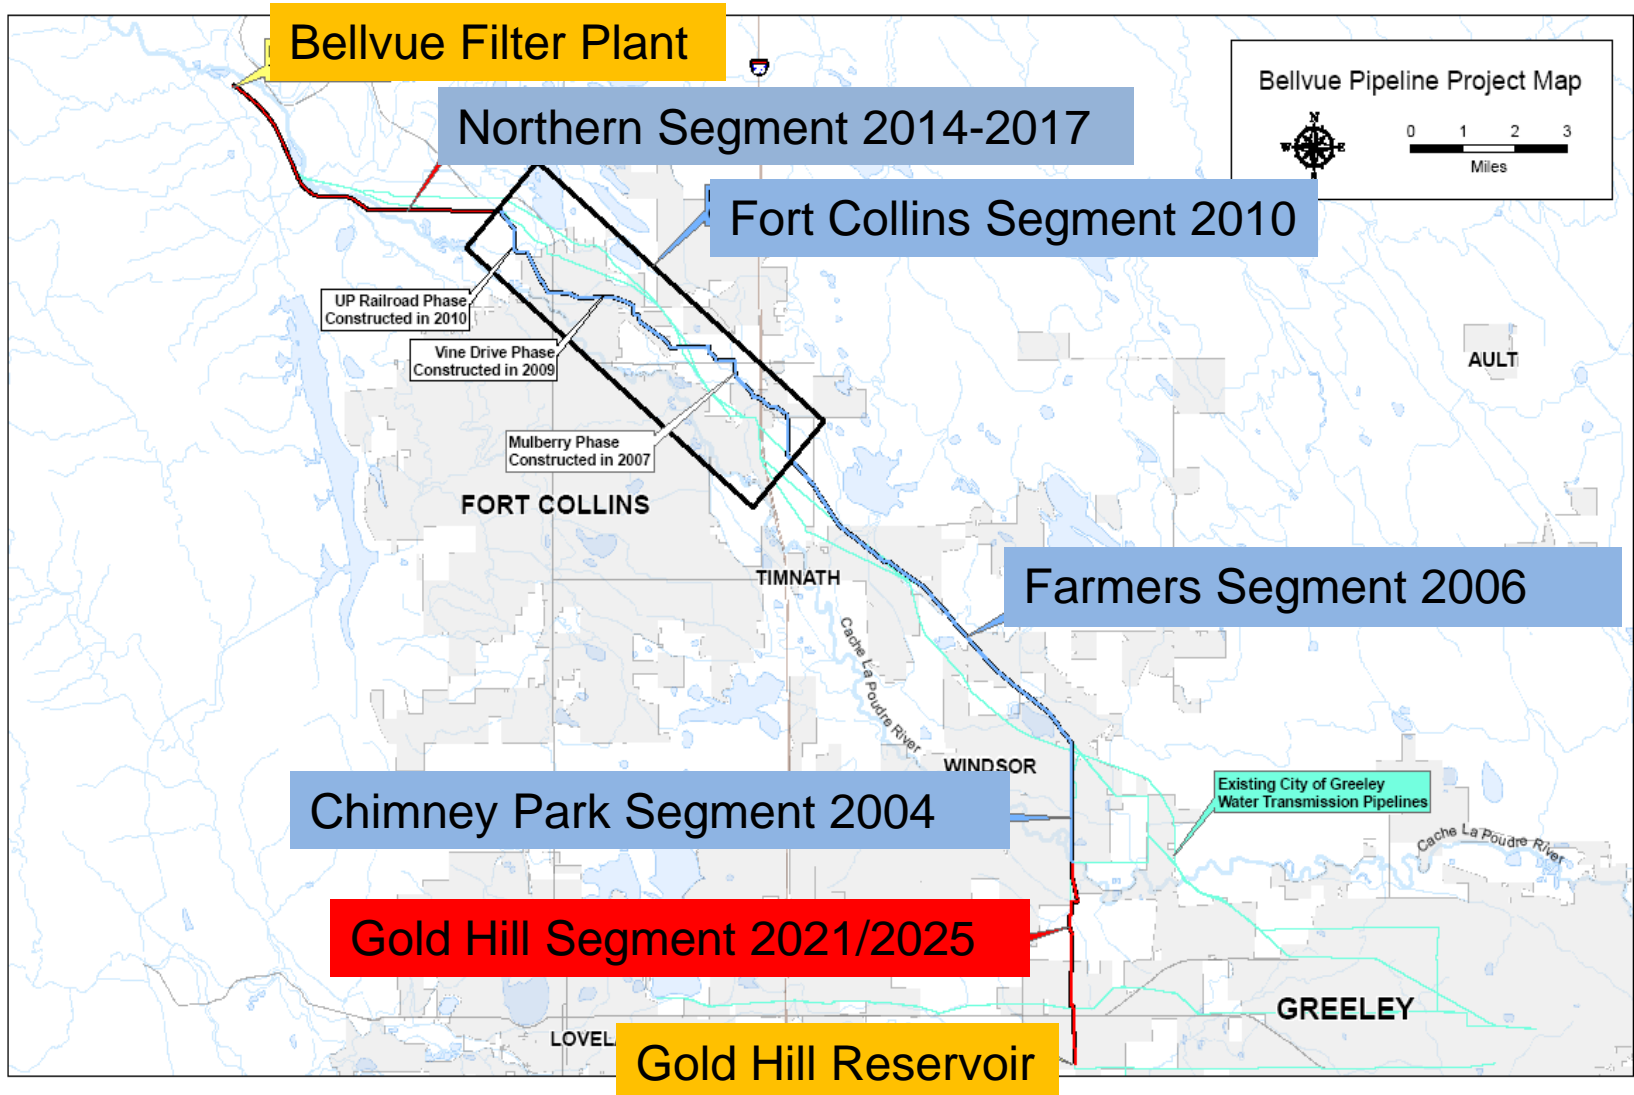 Bellvue Filter Plant
Bellvue Pipeline Project Map
N
W E
0 1 2 3
Miles
Northern Segment 2014-2017
Fort Collins Segment 2010
UP Railroad Phase
Constructed in 2010
Vine Drive Phase
Constructed in 2009
AULT
Mulberry Phase
Constructed in 2007
FORT COLLINS
TIMNATH
Farmers Segment 2006
Cache La Poudre River
WINDSOR
Existing City of Greeley
Water Transmission Pipelines
Chimney Park Segment 2004
Cache La Poudre River
Gold Hill Segment 2021/2025
GREELEY
LOVEL
Gold Hill Reservoir